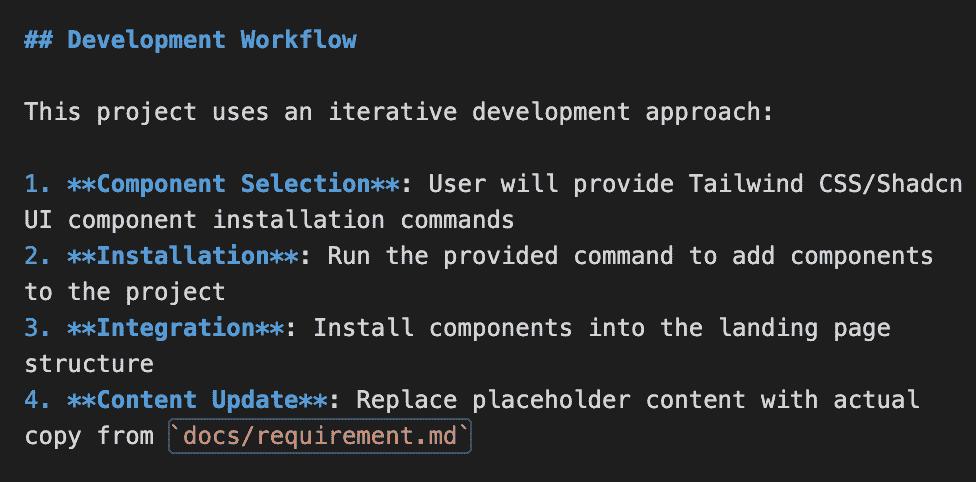 ## Development Workflow
This project uses an iterative development approach:
1. **Component Selection**: User will provide Tailwind CSS/Shadcn
UI component installation commands
2. **Installation**: Run the provided command to add components
to the project
3. **Integration**: Install components into the landing page
structure
4. **Content Update**: Replace placeholder content with actual
copy from `docs/requirement.md`